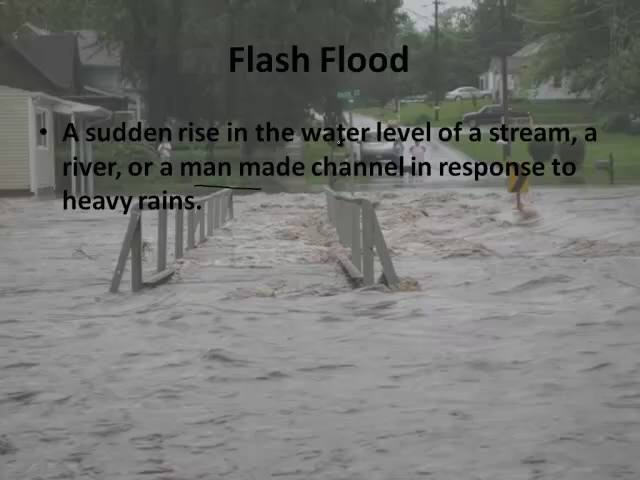 Flash Flood
• A sudden rise in the water level of a stream, a
river, or a man made channel in response to
heavy rains.